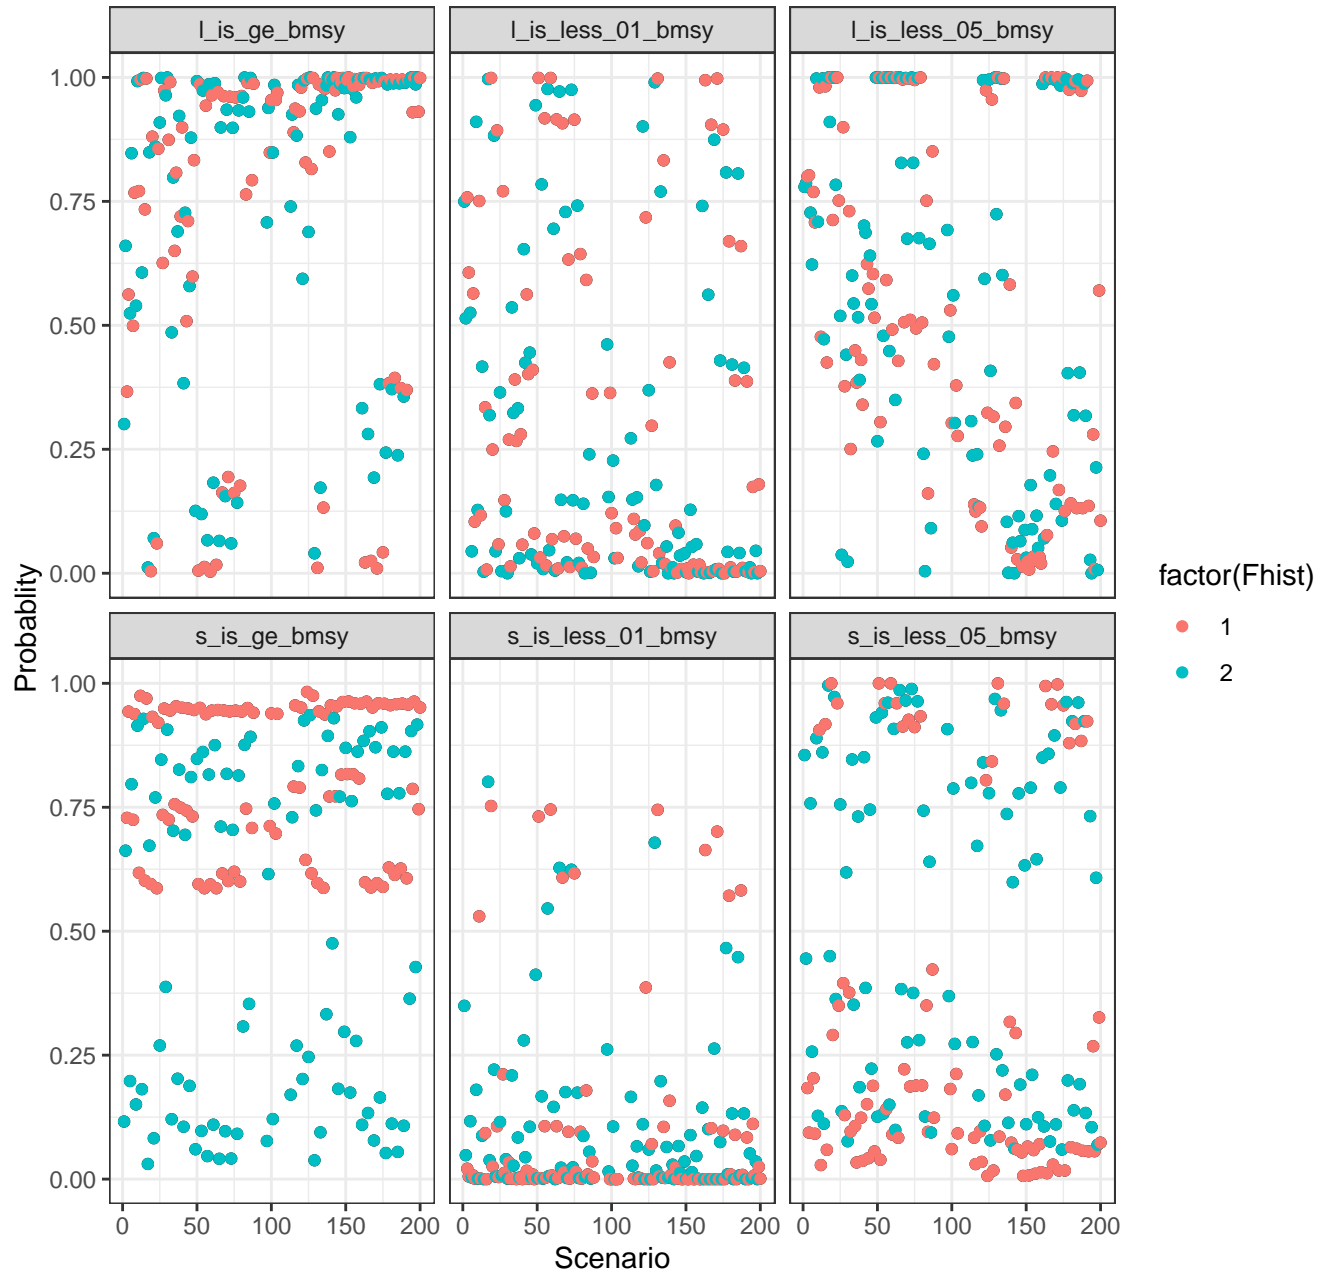 l_is_ge_bmsy
l_is_less_01_bmsy
l_is_less_05_bmsy
1.00
0.75
0.50
0.25
0.00
s_is_ge_bmsy
s_is_less_01_bmsy
s_is_less_05_bmsy
1.00
0.75
0.50
0.25
0.00
0 50 100 150 200
0 50 100 150 200
0 50 100 150 200
Scenario
Probablity
factor(Fhist)
1
2